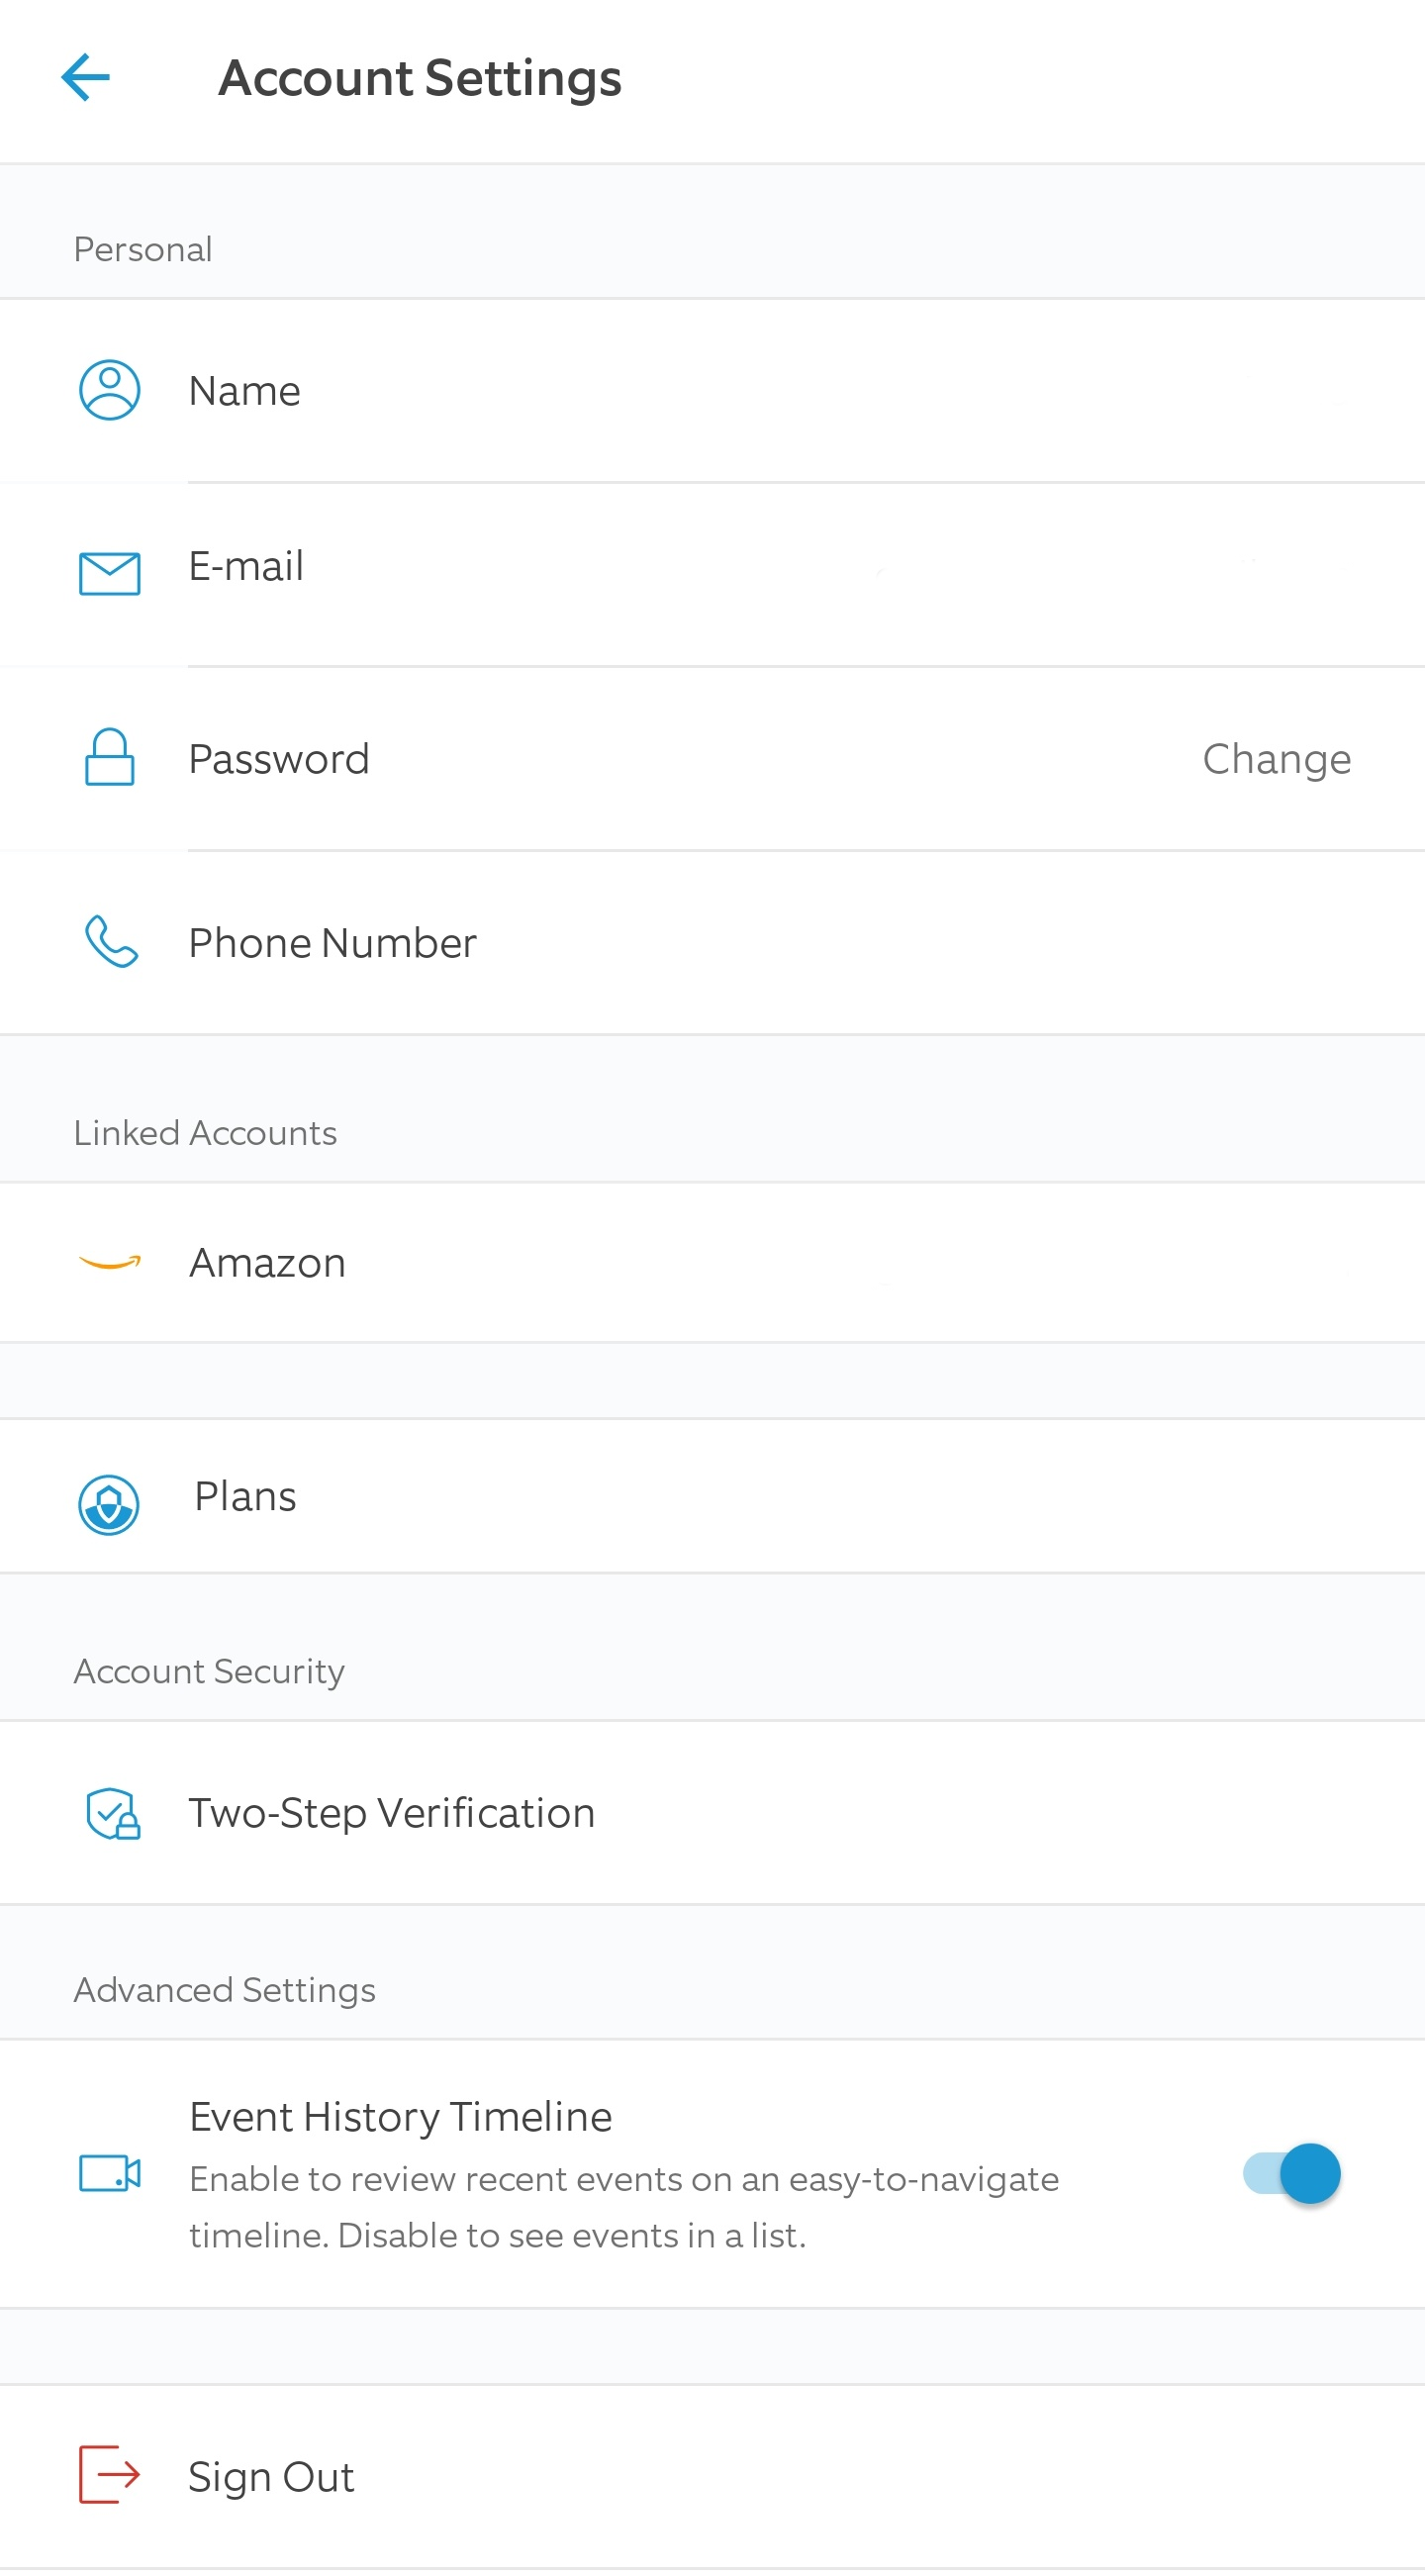 Account Settings
Personal
Name
E-mail
Password Change
Phone Number
Linked Accounts
Amazon
Plans
Account Security
Two-Step Verification
Advanced Settings
Event History Timeline
Enable to review recent events on an easy-to-navigate
timeline. Disable to see events in a list.
Sign Out